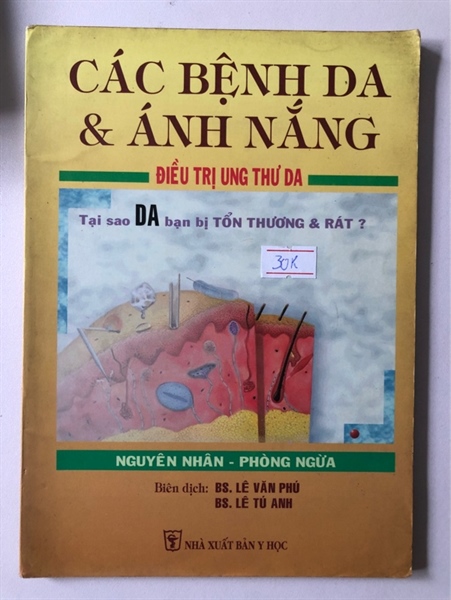 CÁC BỆNH DA
& ÁNH NẮNG
ĐIỀU TRỊ UNG THƯ DA
Tại sao DA bạn bị TỔN THƯƠNG & RÁT ?
30K
NGUYÊN NHÂN - PHÒNG NGỪA
Biên dịch: BS. LÊ VĂN PHÚ
BS. LÊ TÚ ANH
NHÀ XUẤT BẢN Y HỌC